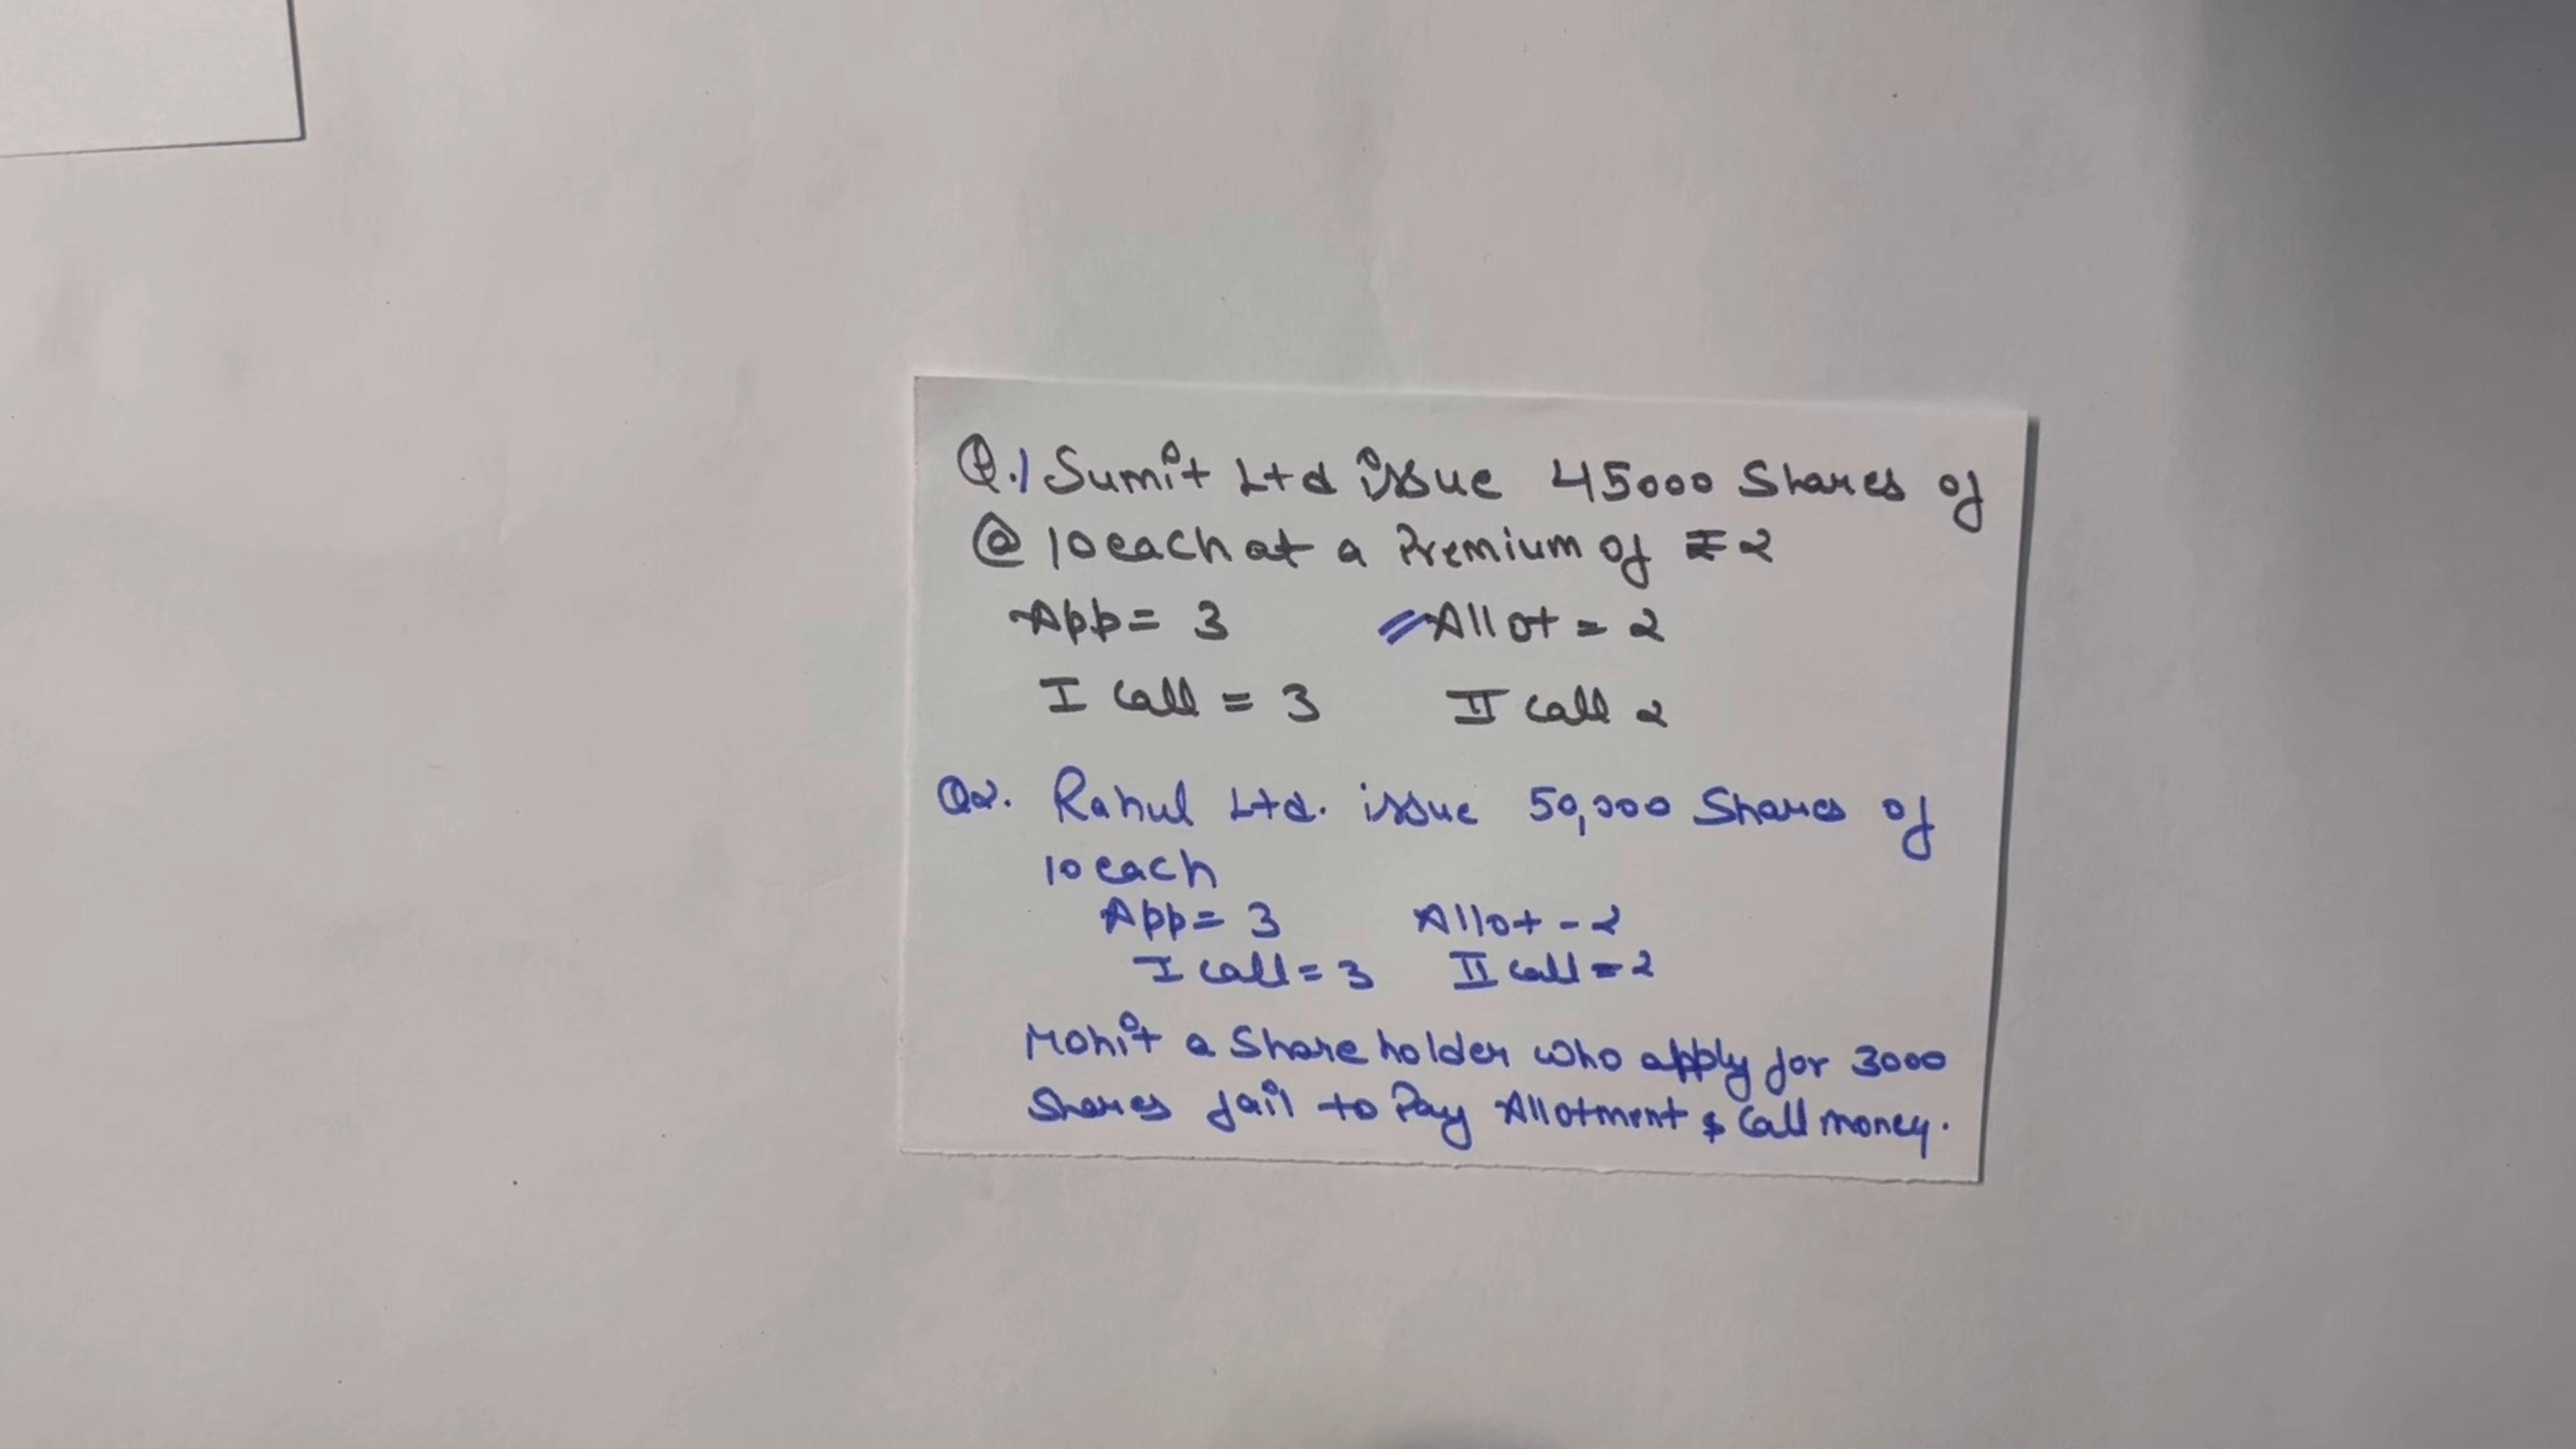 Q.1 Sumit Ltd issue 45000 Shares of
@ 10 each at a Premium of ₹ 2
App = 3 Allot = 2
I Call = 3 II Call 2
Q2. Rahul Ltd. issue 50,000 Shares of
10 each
App = 3 Allot - 2
I call = 3 II call = 2
Mohit a Share holder who apply for 3000
Shares fail to Pay Allotment & Call money.